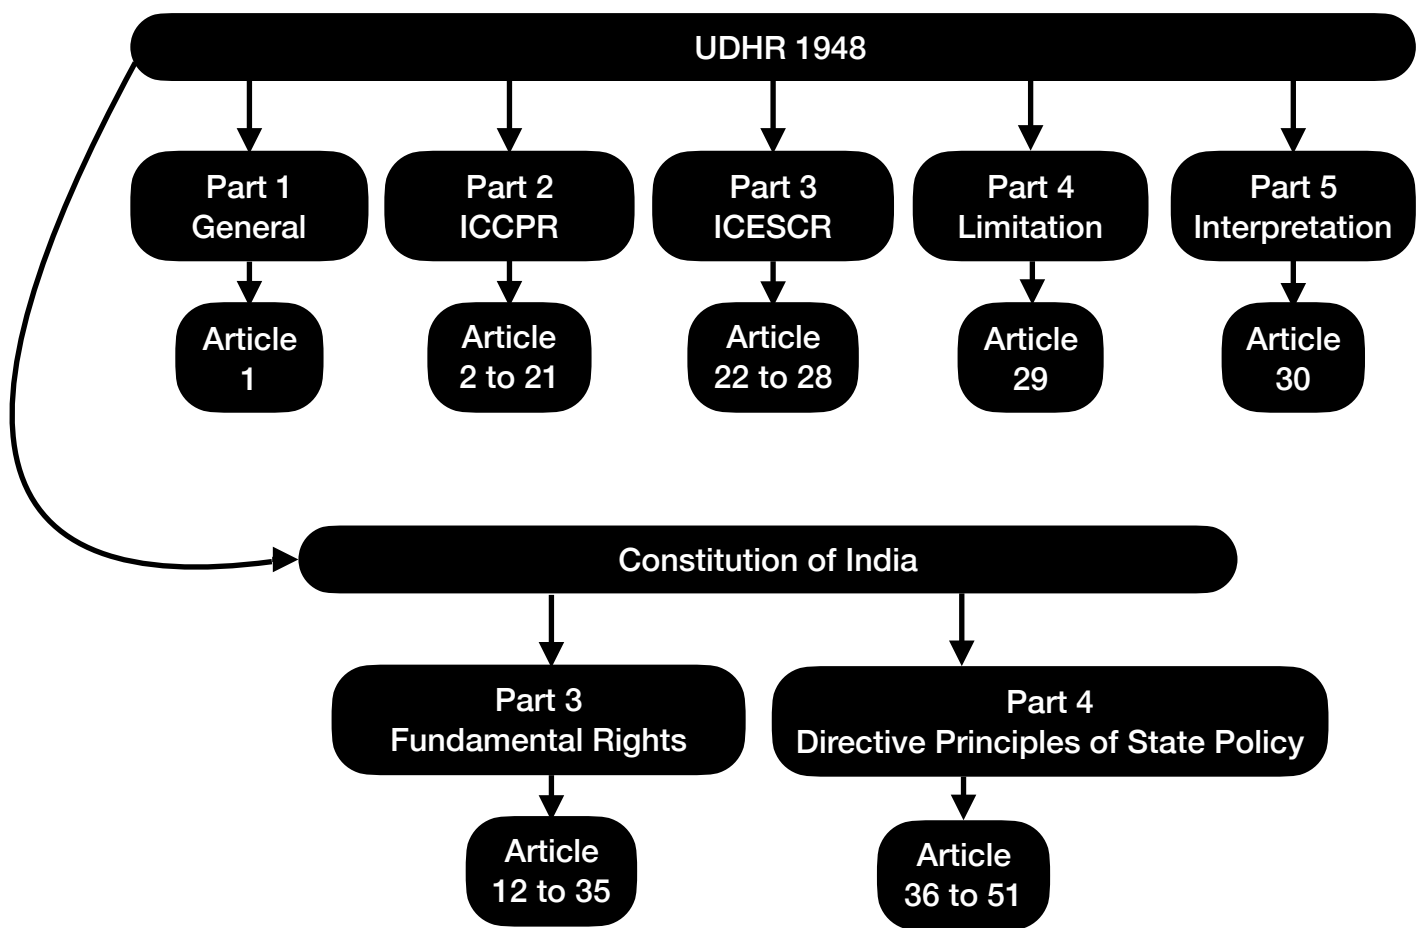 UDHR 1948
Part 1
General
Part 2
ICCPR
Part 3
ICESCR
Part 4
Limitation
Part 5
Interpretation
Article
1
Article
2 to 21
Article
22 to 28
Article
29
Article
30
Constitution of India
Part 3
Fundamental Rights
Part 4
Directive Principles of State Policy
Article
12 to 35
Article
36 to 51